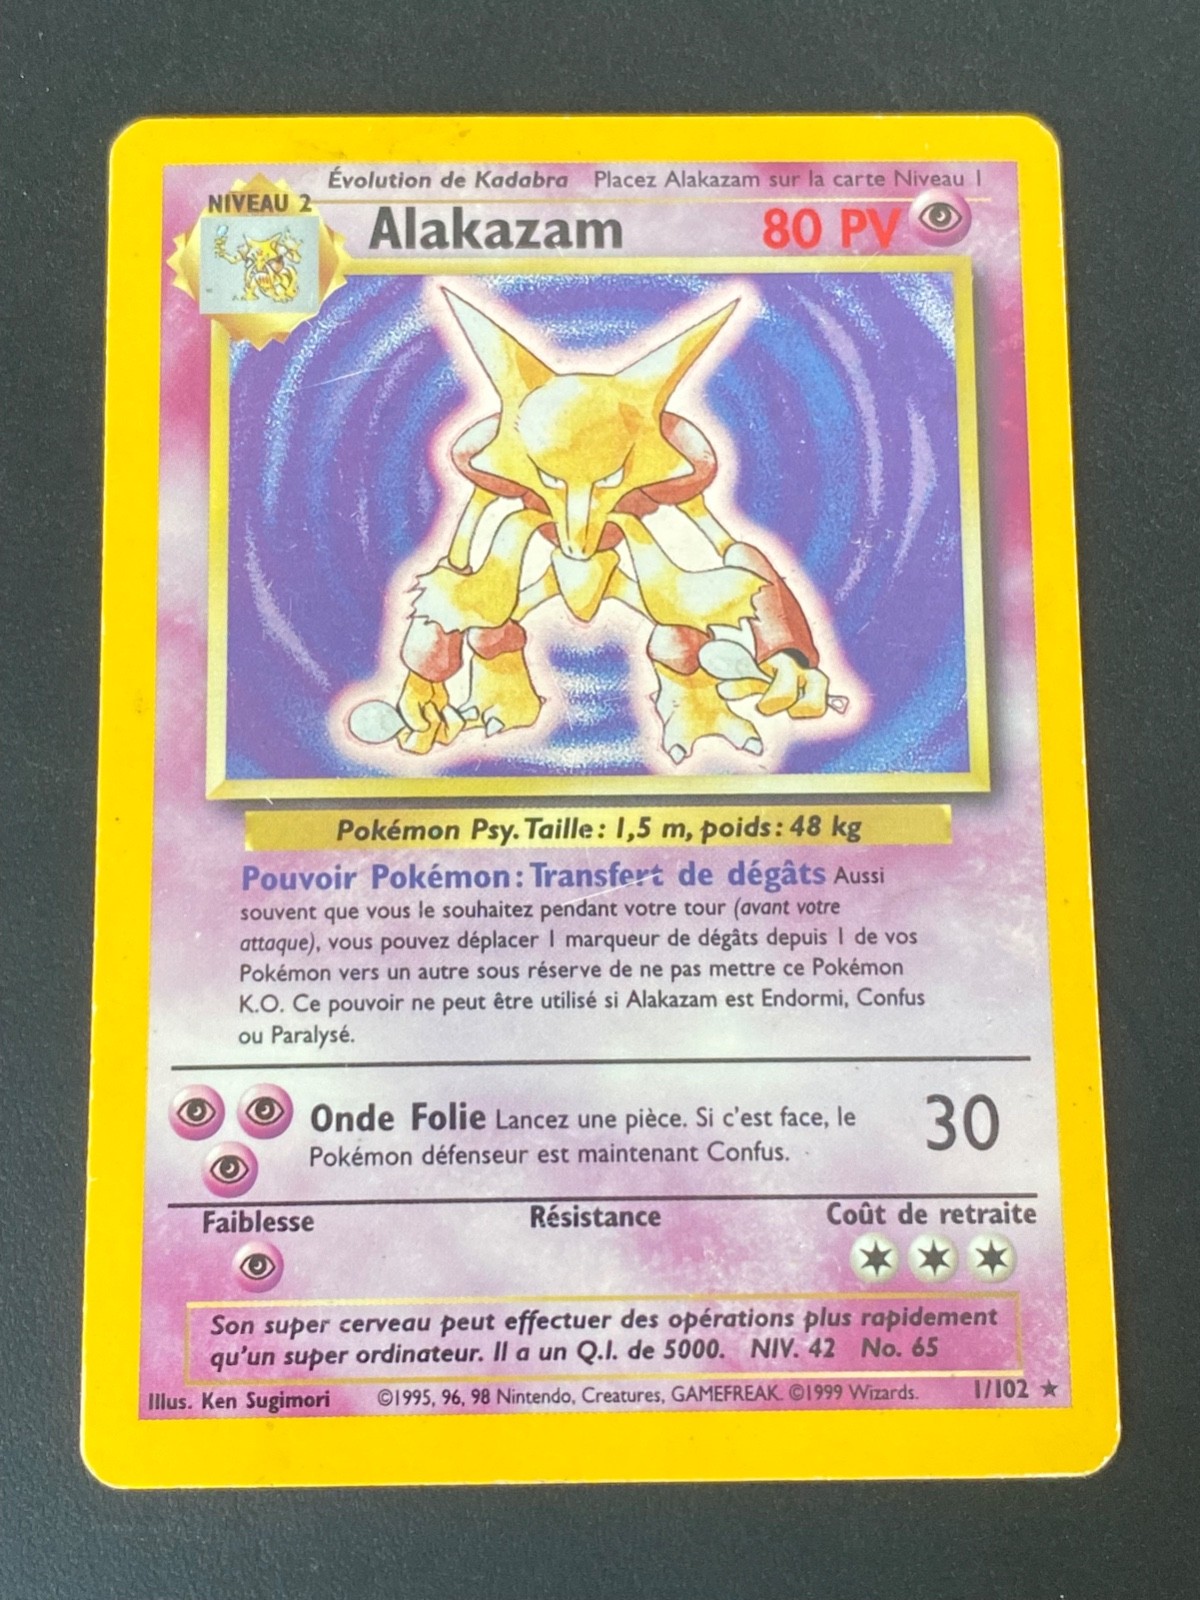 Évolution de Kadabra Placez Alakazam sur la carte Niveau 1
NIVEAU 2
Alakazam 80 PV
Pokémon Psy. Taille : 1,5 m, poids : 48 kg
Pouvoir Pokémon : Transfert de dégâts Aussi
souvent que vous le souhaitez pendant votre tour (avant votre
attaque), vous pouvez déplacer 1 marqueur de dégâts depuis 1 de vos
Pokémon vers un autre sous réserve de ne pas mettre ce Pokémon
K.O. Ce pouvoir ne peut être utilisé si Alakazam est Endormi, Confus
ou Paralysé.
Onde Folie Lancez une pièce. Si c'est face, le
Pokémon défenseur est maintenant Confus.
30
Faiblesse Résistance Coût de retraite
Son super cerveau peut effectuer des opérations plus rapidement
qu'un super ordinateur. Il a un Q.I. de 5000. NIV. 42 No. 65
Illus. Ken Sugimori ©1995, 96, 98 Nintendo, Creatures, GAMEFREAK. ©1999 Wizards. 1/102 ★